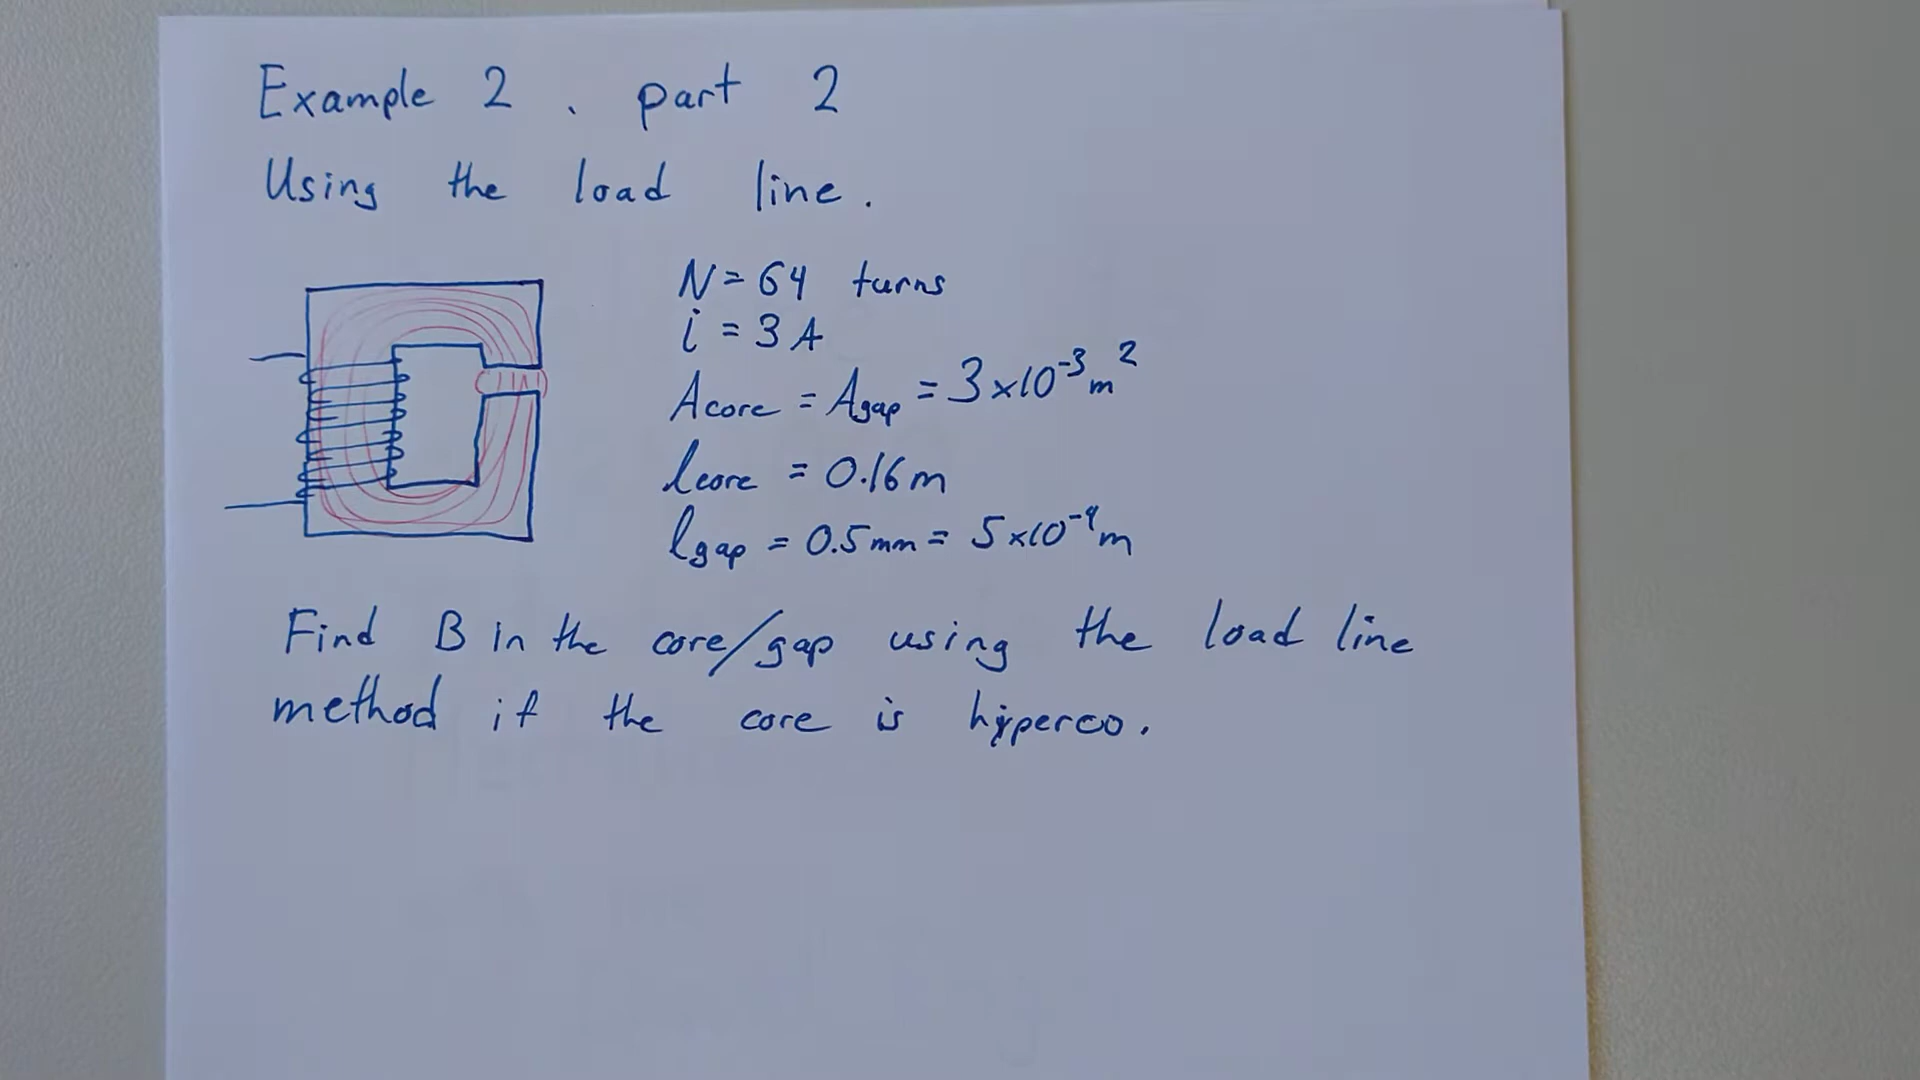 Example 2. part 2
Using the load line.
N = 64 turns
i = 3 A
Acore = Agap = 3×10⁻³ m²
lcore = 0.16 m
lgap = 0.5 mm = 5×10⁻⁴ m
Find B in the core/gap using the load line
method if the core is hiperco.